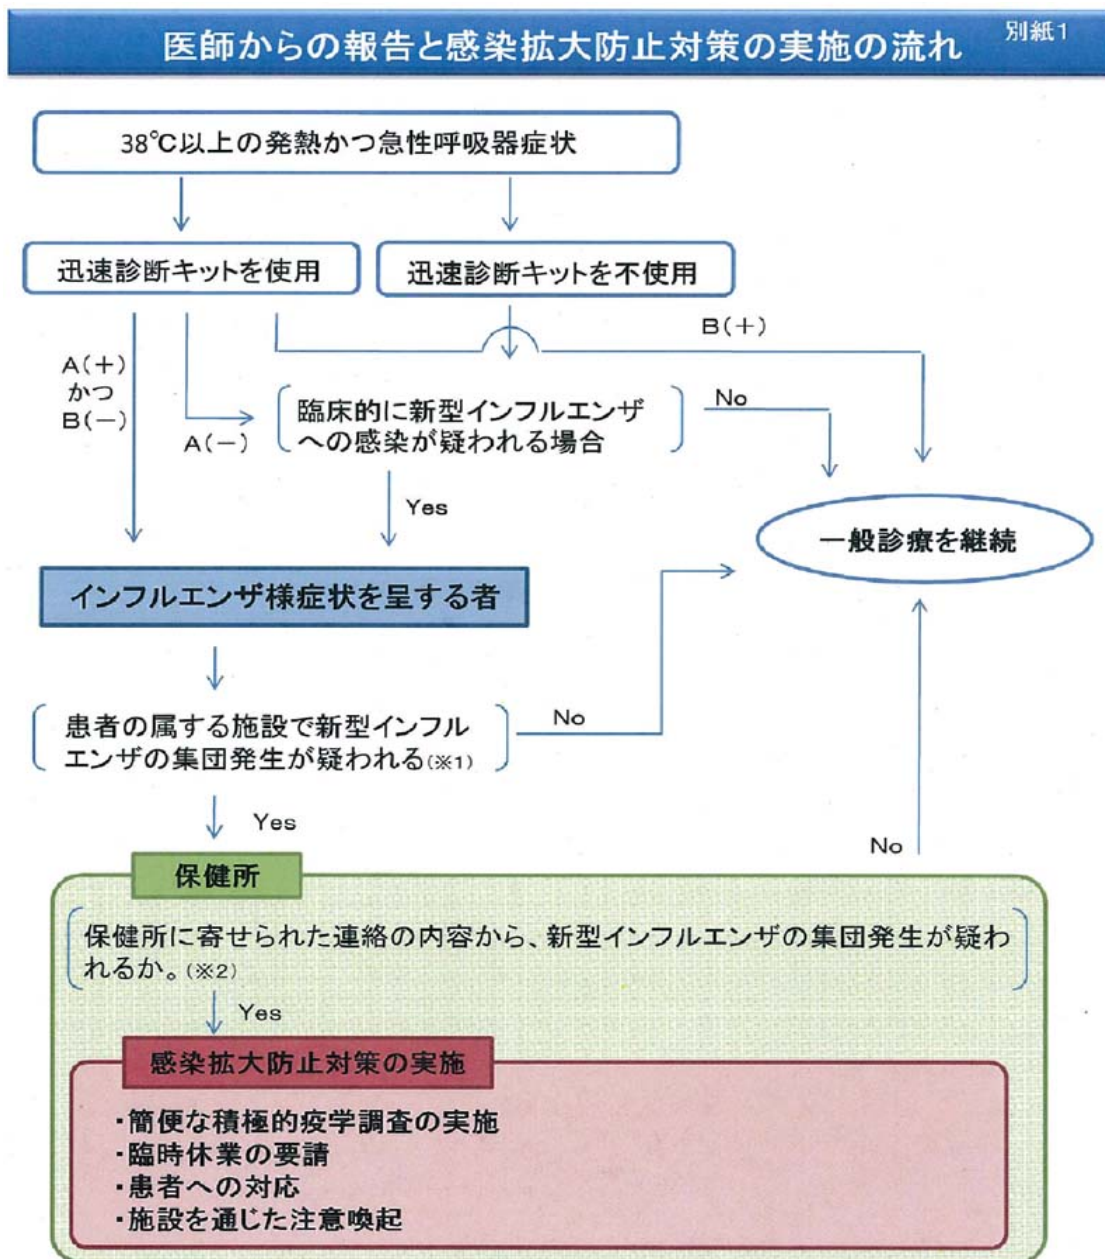 医師からの報告と感染拡大防止対策の実施の流れ
別紙1
38℃以上の発熱かつ急性呼吸器症状
迅速診断キットを使用
迅速診断キットを不使用
B(+)
A(+)
かつ
B(-)
A(-)
臨床的に新型インフルエンザ
への感染が疑われる場合
No
Yes
一般診療を継続
インフルエンザ様症状を呈する者
患者の属する施設で新型インフル
エンザの集団発生が疑われる(※1)
No
Yes
No
保健所
保健所に寄せられた連絡の内容から、新型インフルエンザの集団発生が疑わ
れるか。(※2)
Yes
感染拡大防止対策の実施
・簡便な積極的疫学調査の実施
・臨時休業の要請
・患者への対応
・施設を通じた注意喚起